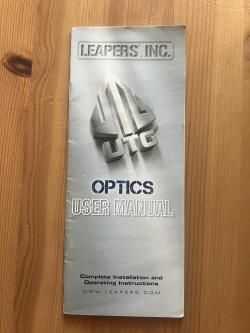 LEAPERS, INC.
UTG
OPTICS
USER MANUAL
Complete Installation and
Operating Instructions
WWW.LEAPERS.COM